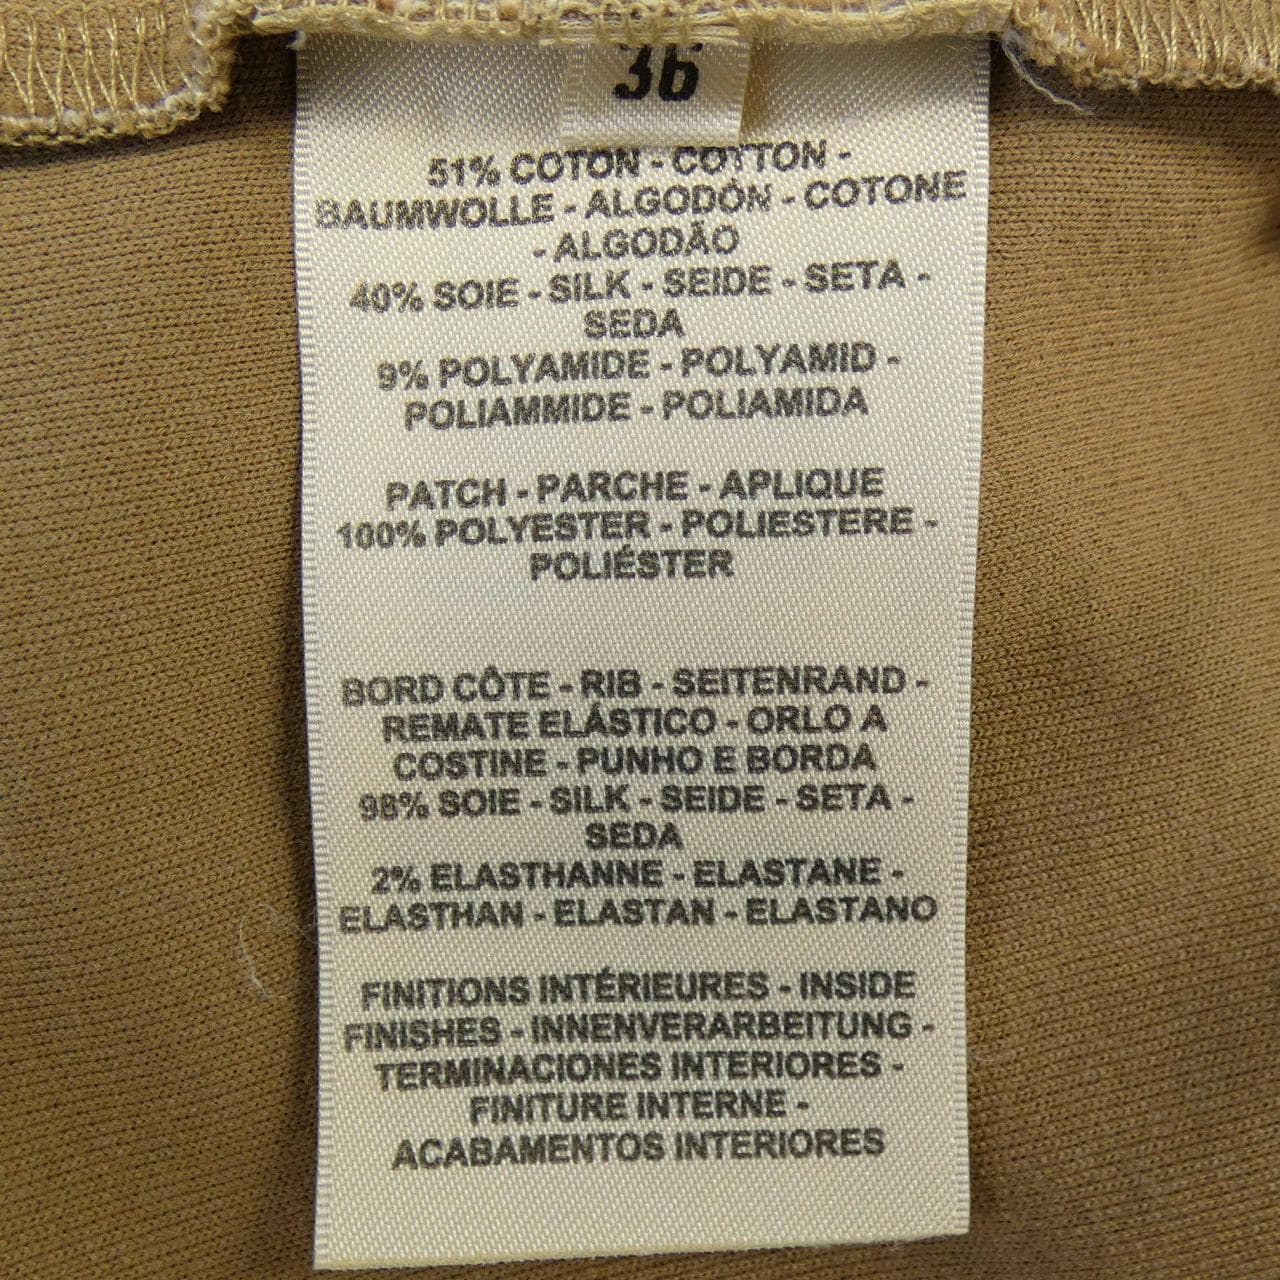 36
51% COTON - COTTON -
BAUMWOLLE - ALGODÓN - COTONE
- ALGODÃO
40% SOIE - SILK - SEIDE - SETA -
SEDA
9% POLYAMIDE - POLYAMID -
POLIAMMIDE - POLIAMIDA
PATCH - PARCHE - APLIQUE
100% POLYESTER - POLIESTERE -
POLIÉSTER
BORD CÔTE - RIB - SEITENRAND -
REMATE ELÁSTICO - ORLO A
COSTINE - PUNHO E BORDA
98% SOIE - SILK - SEIDE - SETA -
SEDA
2% ELASTHANNE - ELASTANE -
ELASTHAN - ELASTAN - ELASTANO
FINITIONS INTÉRIEURES - INSIDE
FINISHES - INNENVERARBEITUNG -
TERMINACIONES INTERIORES -
FINITURE INTERNE -
ACABAMENTOS INTERIORES